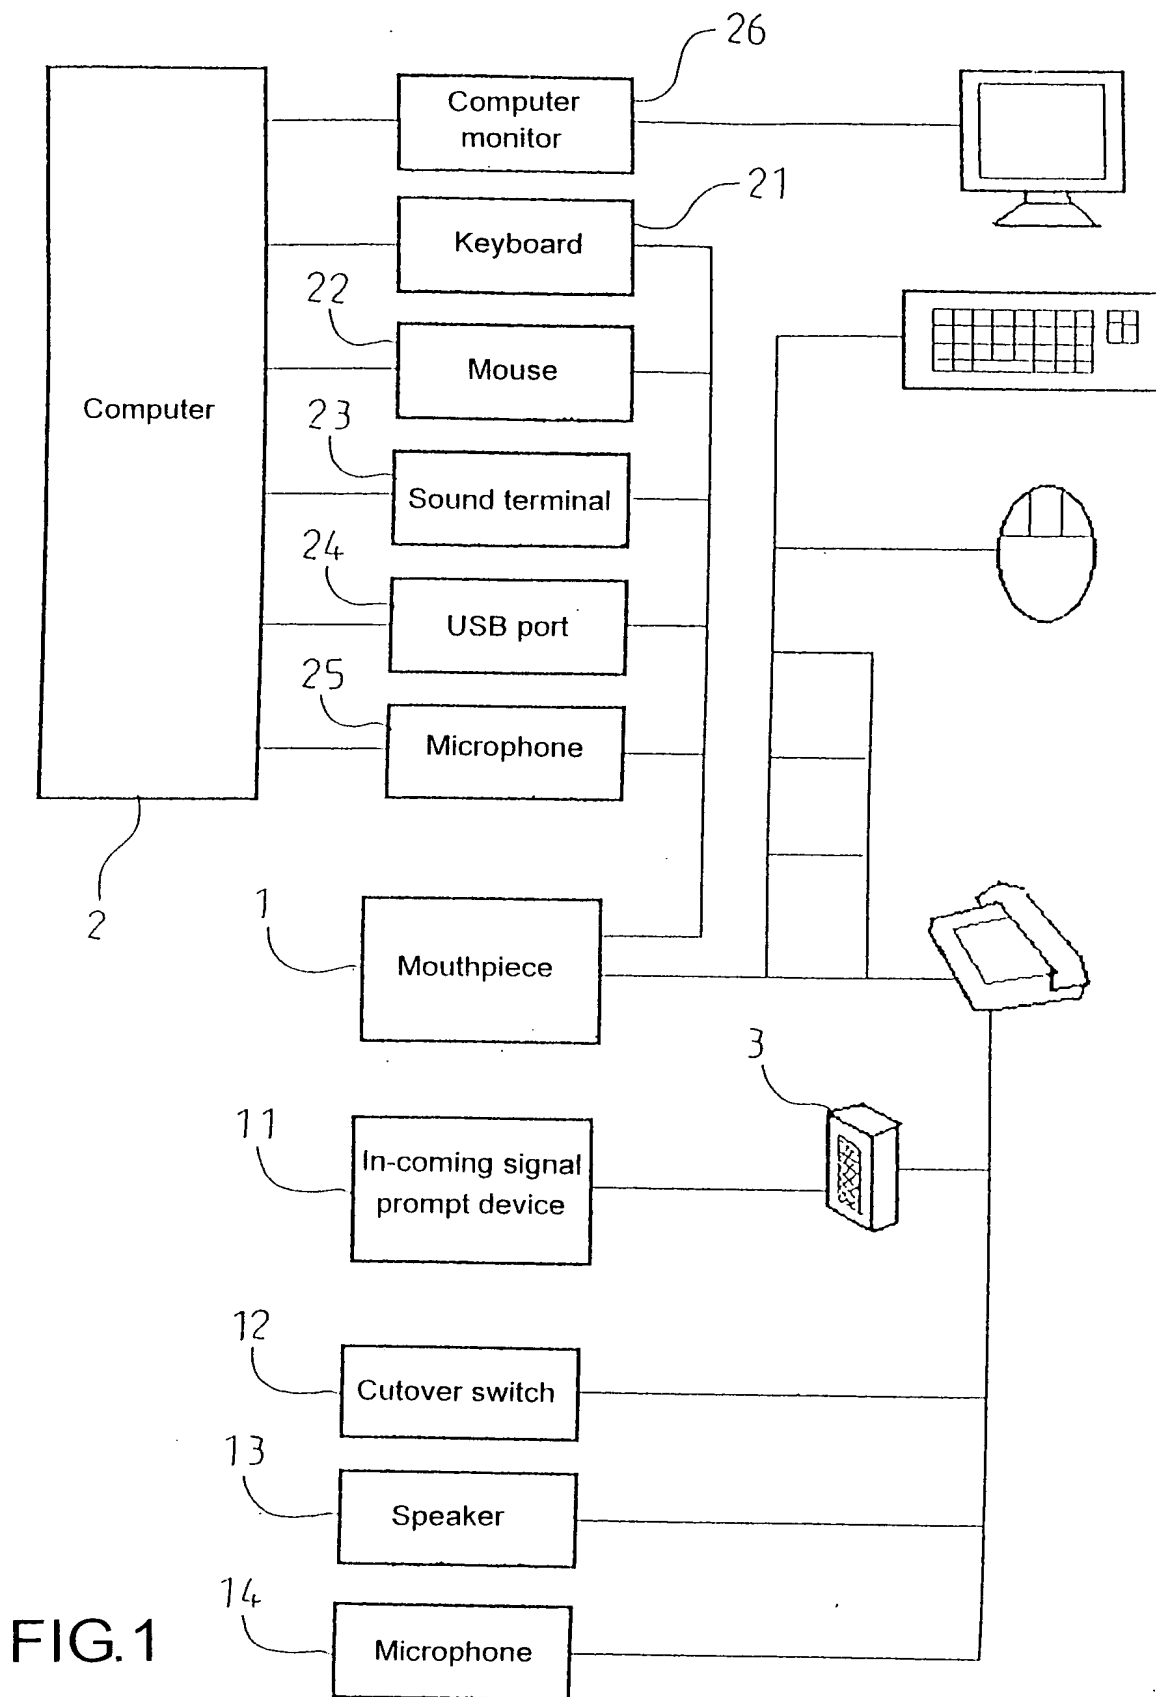 26
Computer
monitor
21
Keyboard
22
Mouse
Computer
23
Sound terminal
24
USB port
25
Microphone
2
1
Mouthpiece
3
11
In-coming signal
prompt device
12
Cutover switch
13
Speaker
14
Microphone
FIG.1